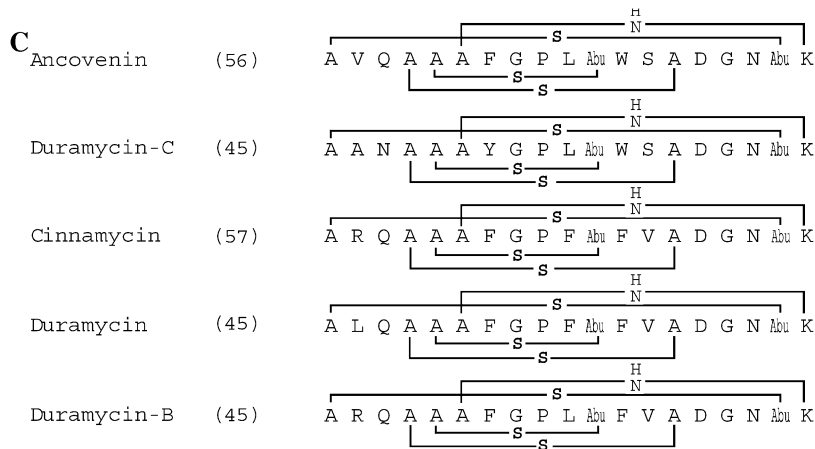 C
H
N
S
Ancovenin (56) A V Q A A A F G P L Abu W S A D G N Abu K
S
S
H
N
S
Duramycin-C (45) A A N A A A Y G P L Abu W S A D G N Abu K
S
S
H
N
S
Cinnamycin (57) A R Q A A A F G P F Abu F V A D G N Abu K
S
S
H
N
S
Duramycin (45) A L Q A A A F G P F Abu F V A D G N Abu K
S
S
H
N
S
Duramycin-B (45) A R Q A A A F G P L Abu F V A D G N Abu K
S
S